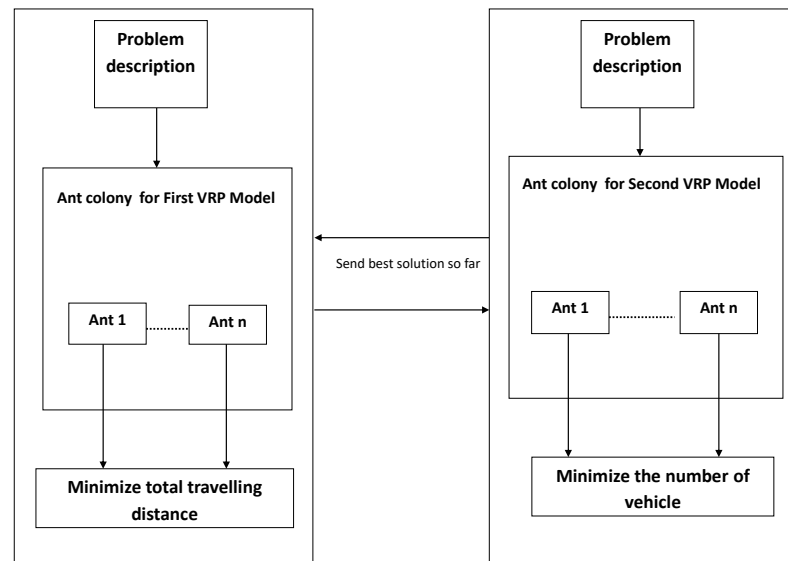 Problem
description
Ant colony  for First VRP Model
Ant 1
Ant n
Minimize total travelling
distance
Send best solution so far
Problem
description
Ant colony  for Second VRP Model
Ant 1
Ant n
Minimize the number of
vehicle